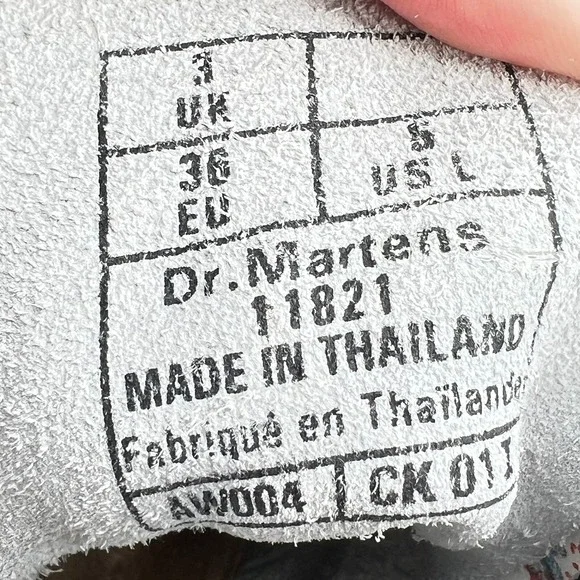 3
UK
36
EU
5
US L
Dr. Martens
11821
MADE IN THAILAND
Fabriqué en Thaïlande
AW004
CK 01T